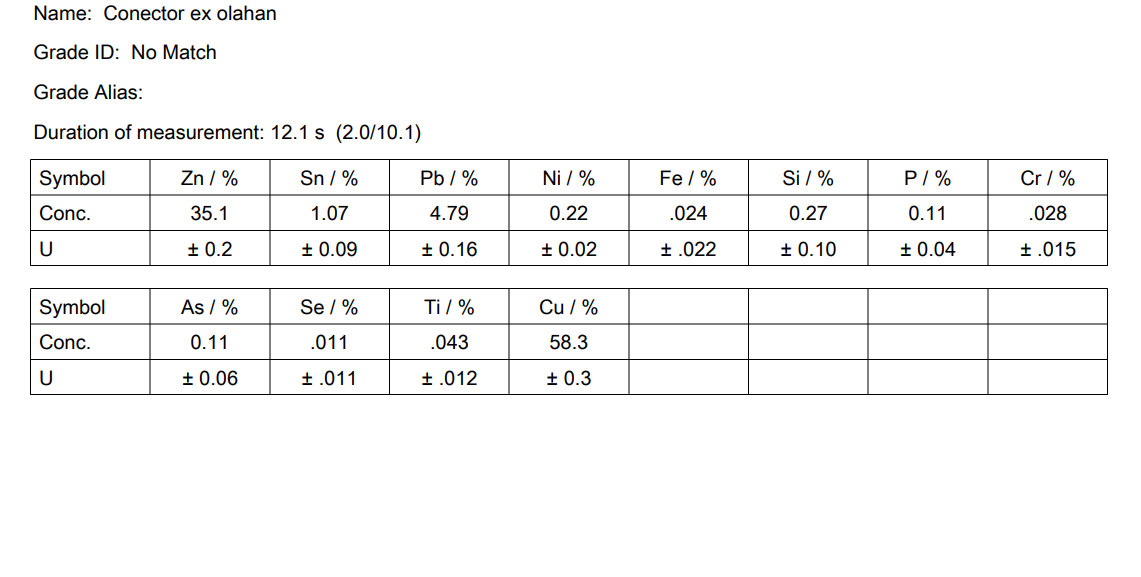 Name:  Conector ex olahan
Grade ID:  No Match
Grade Alias:
Duration of measurement: 12.1 s  (2.0/10.1)
Symbol Zn / % Sn / % Pb / % Ni / % Fe / % Si / % P / % Cr / %
Conc. 35.1 1.07 4.79 0.22 .024 0.27 0.11 .028
U ± 0.2 ± 0.09 ± 0.16 ± 0.02 ± .022 ± 0.10 ± 0.04 ± .015
Symbol As / % Se / % Ti / % Cu / %
Conc. 0.11 .011 .043 58.3
U ± 0.06 ± .011 ± .012 ± 0.3